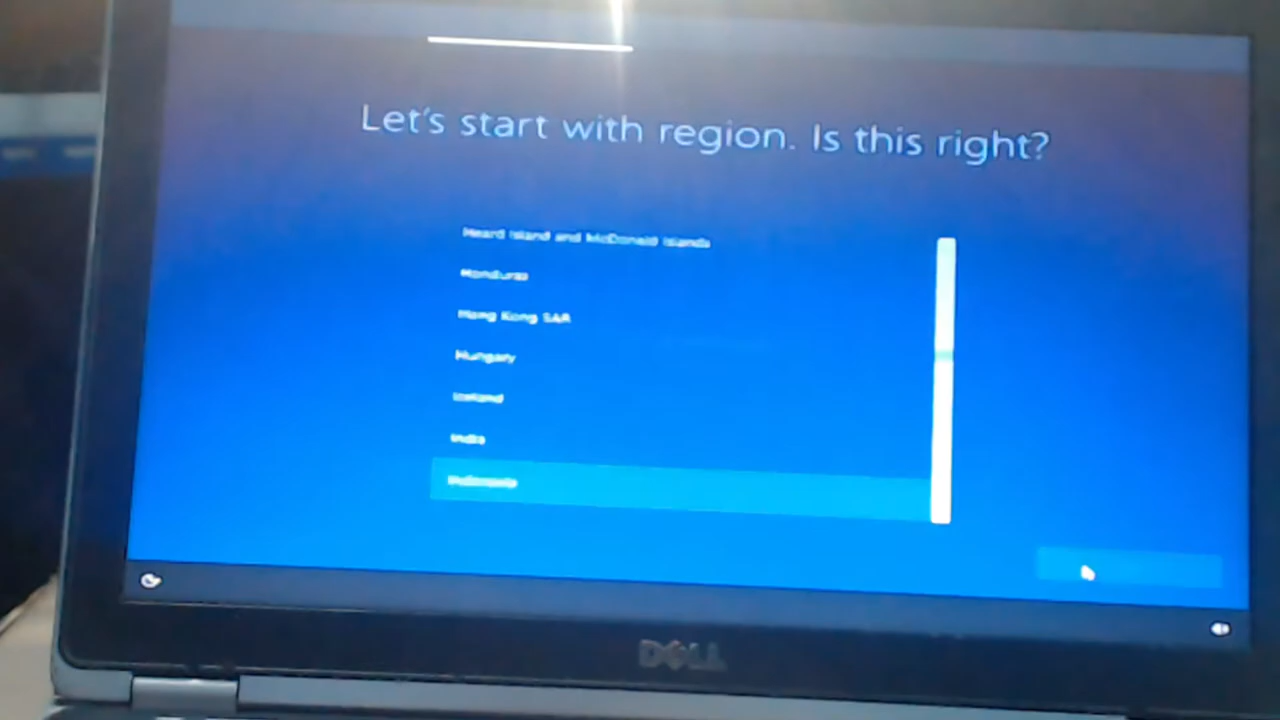 Let's start with region. Is this right?
Heard Island and McDonald Islands
Honduras
Hong Kong SAR
Hungary
Iceland
India
Indonesia
DELL